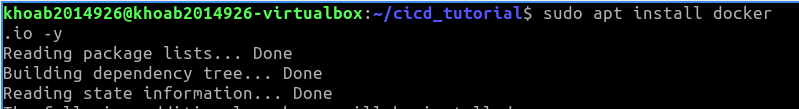 khoab2014926@khoab2014926-virtualbox:~/cicd_tutorial$ sudo apt install docker
.io -y
Reading package lists... Done
Building dependency tree... Done
Reading state information... Done